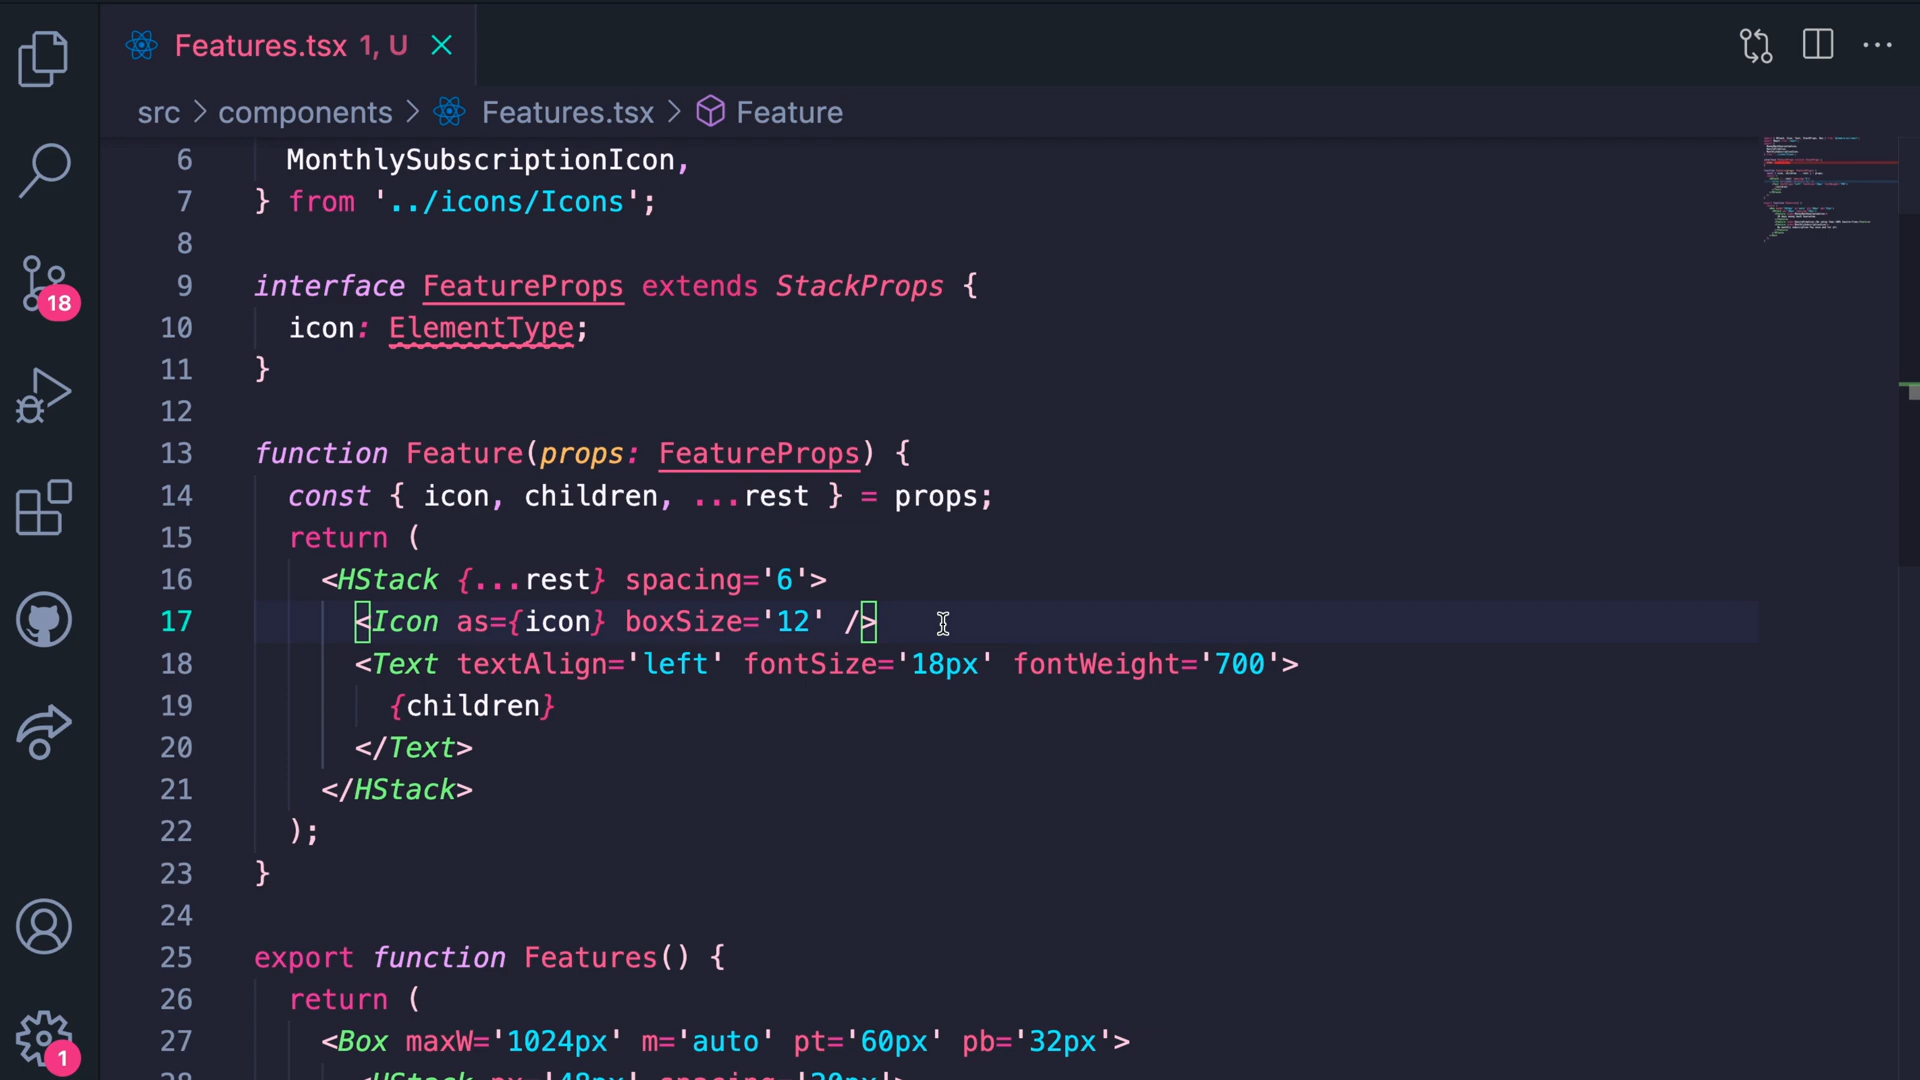 Features.tsx 1, U
src > components > Features.tsx > Feature
6 MonthlySubscriptionIcon,
7 } from '../icons/Icons';
8
9 interface FeatureProps extends StackProps {
10 icon: ElementType;
11 }
12
13 function Feature(props: FeatureProps) {
14 const { icon, children, ...rest } = props;
15 return (
16 <HStack {...rest} spacing='6'>
17 <Icon as={icon} boxSize='12' />
18 <Text textAlign='left' fontSize='18px' fontWeight='700'>
19 {children}
20 </Text>
21 </HStack>
22 );
23 }
24
25 export function Features() {
26 return (
27 <Box maxW='1024px' m='auto' pt='60px' pb='32px'>
18
1